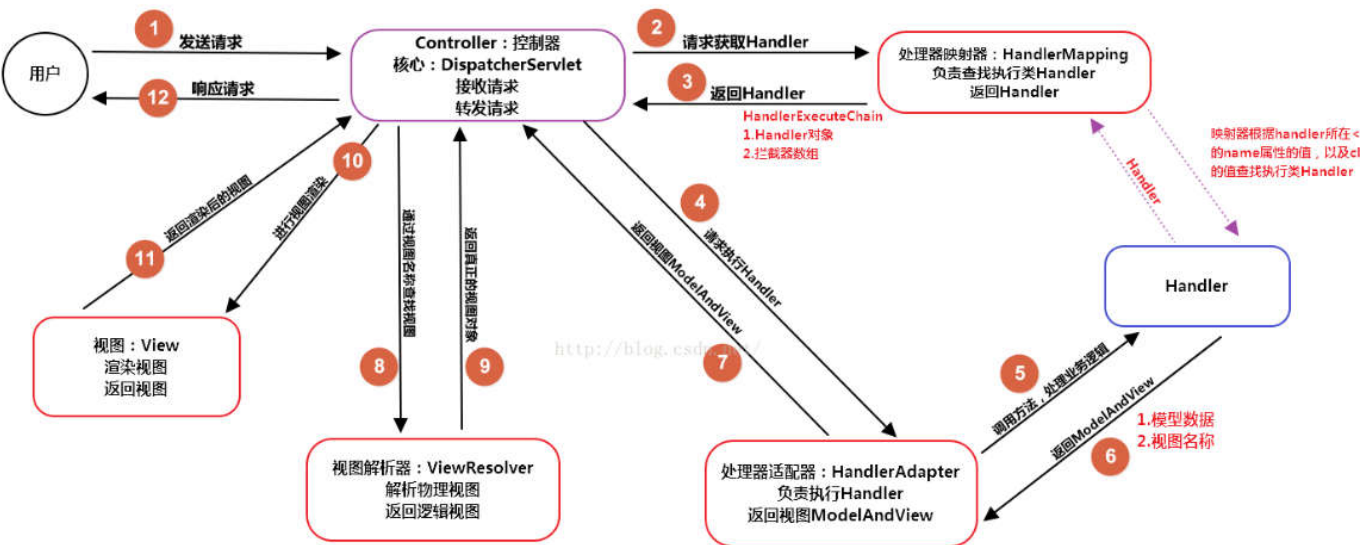 1
发送请求
用户
12
响应请求
Controller：控制器
核心：DispatcherServlet
接收请求
转发请求
2
请求获取Handler
3
返回Handler
HandlerExecuteChain
1.Handler对象
2.拦截器数组
处理器映射器：HandlerMapping
负责查找执行类Handler
返回Handler
映射器根据handler所在<
的name属性的值，以及cl
的值查找执行类Handler
Handler
Handler
10
进行视图渲染
11
返回渲染后的视图
视图：View
渲染视图
返回视图
8
通过视图名称查找视图
9
返回真正的视图对象
视图解析器：ViewResolver
解析物理视图
返回逻辑视图
4
请求执行Handler
7
返回视图ModelAndView
http://blog.csdn.net/
处理器适配器：HandlerAdapter
负责执行Handler
返回视图ModelAndView
5
调用方法，处理业务逻辑
6
返回ModelAndView
1.模型数据
2.视图名称